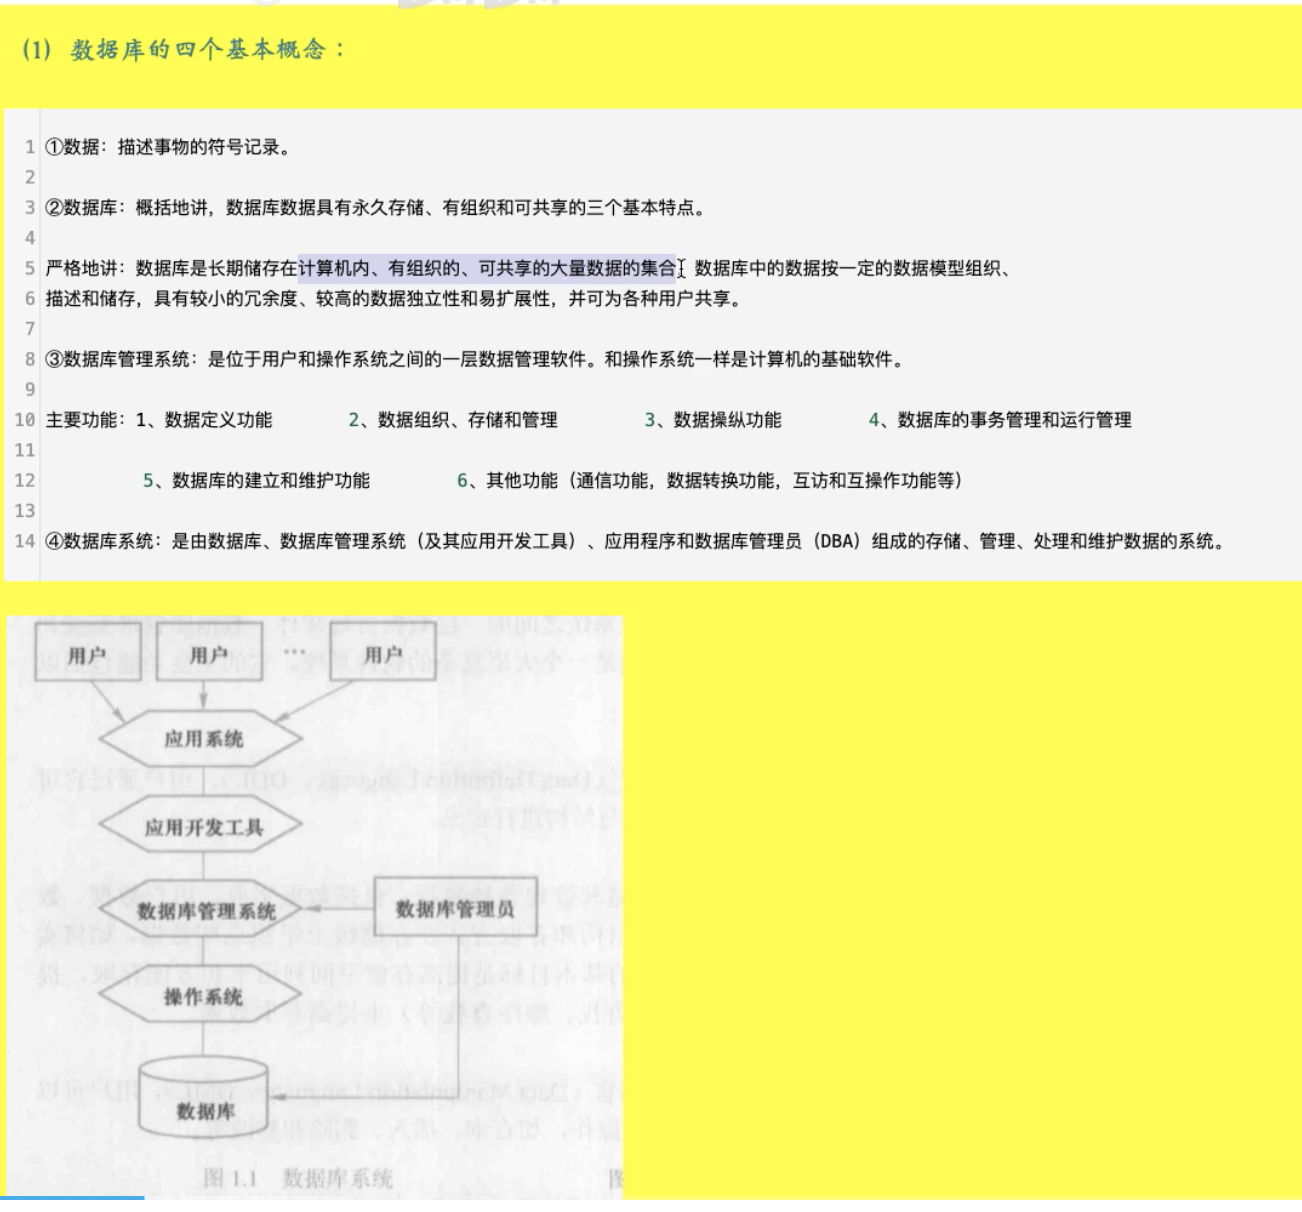 (1) 数据库的四个基本概念：
1 ①数据：描述事物的符号记录。
2
3 ②数据库：概括地讲，数据库数据具有永久存储、有组织和可共享的三个基本特点。
4
5 严格地讲：数据库是长期储存在计算机内、有组织的、可共享的大量数据的集合。数据库中的数据按一定的数据模型组织、
6 描述和储存，具有较小的冗余度、较高的数据独立性和易扩展性，并可为各种用户共享。
7
8 ③数据库管理系统：是位于用户和操作系统之间的一层数据管理软件。和操作系统一样是计算机的基础软件。
9
10 主要功能：1、数据定义功能 2、数据组织、存储和管理 3、数据操纵功能 4、数据库的事务管理和运行管理
11
12 5、数据库的建立和维护功能 6、其他功能（通信功能，数据转换功能，互访和互操作功能等）
13
14 ④数据库系统：是由数据库、数据库管理系统（及其应用开发工具）、应用程序和数据库管理员（DBA）组成的存储、管理、处理和维护数据的系统。
用户 用户 … 用户
应用系统
应用开发工具
数据库管理系统 数据库管理员
操作系统
数据库
图 1.1 数据库系统